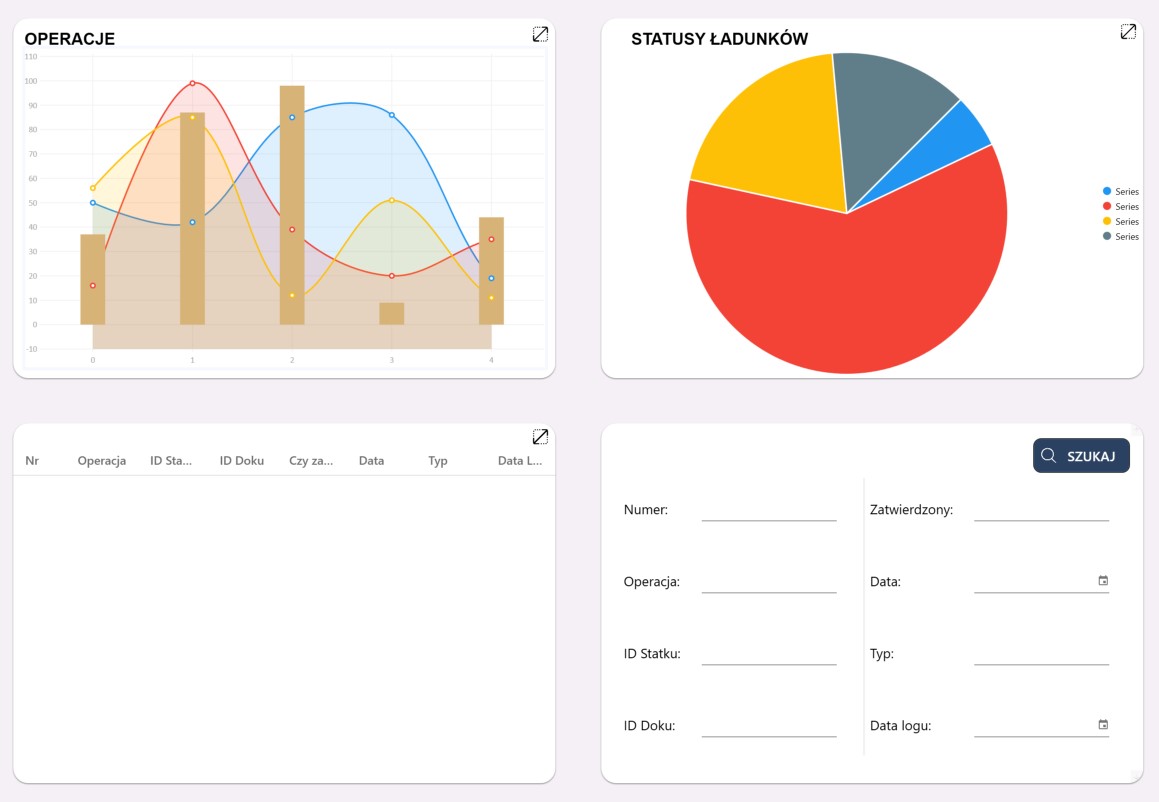 OPERACJE
110
100
90
80
70
60
50
40
30
20
10
0
-10
0 1 2 3 4
STATUSY ŁADUNKÓW
Series
Series
Series
Series
Nr Operacja ID Sta... ID Doku Czy za... Data Typ Data L...
SZUKAJ
Numer: Zatwierdzony:
Operacja: Data:
ID Statku: Typ:
ID Doku: Data logu: